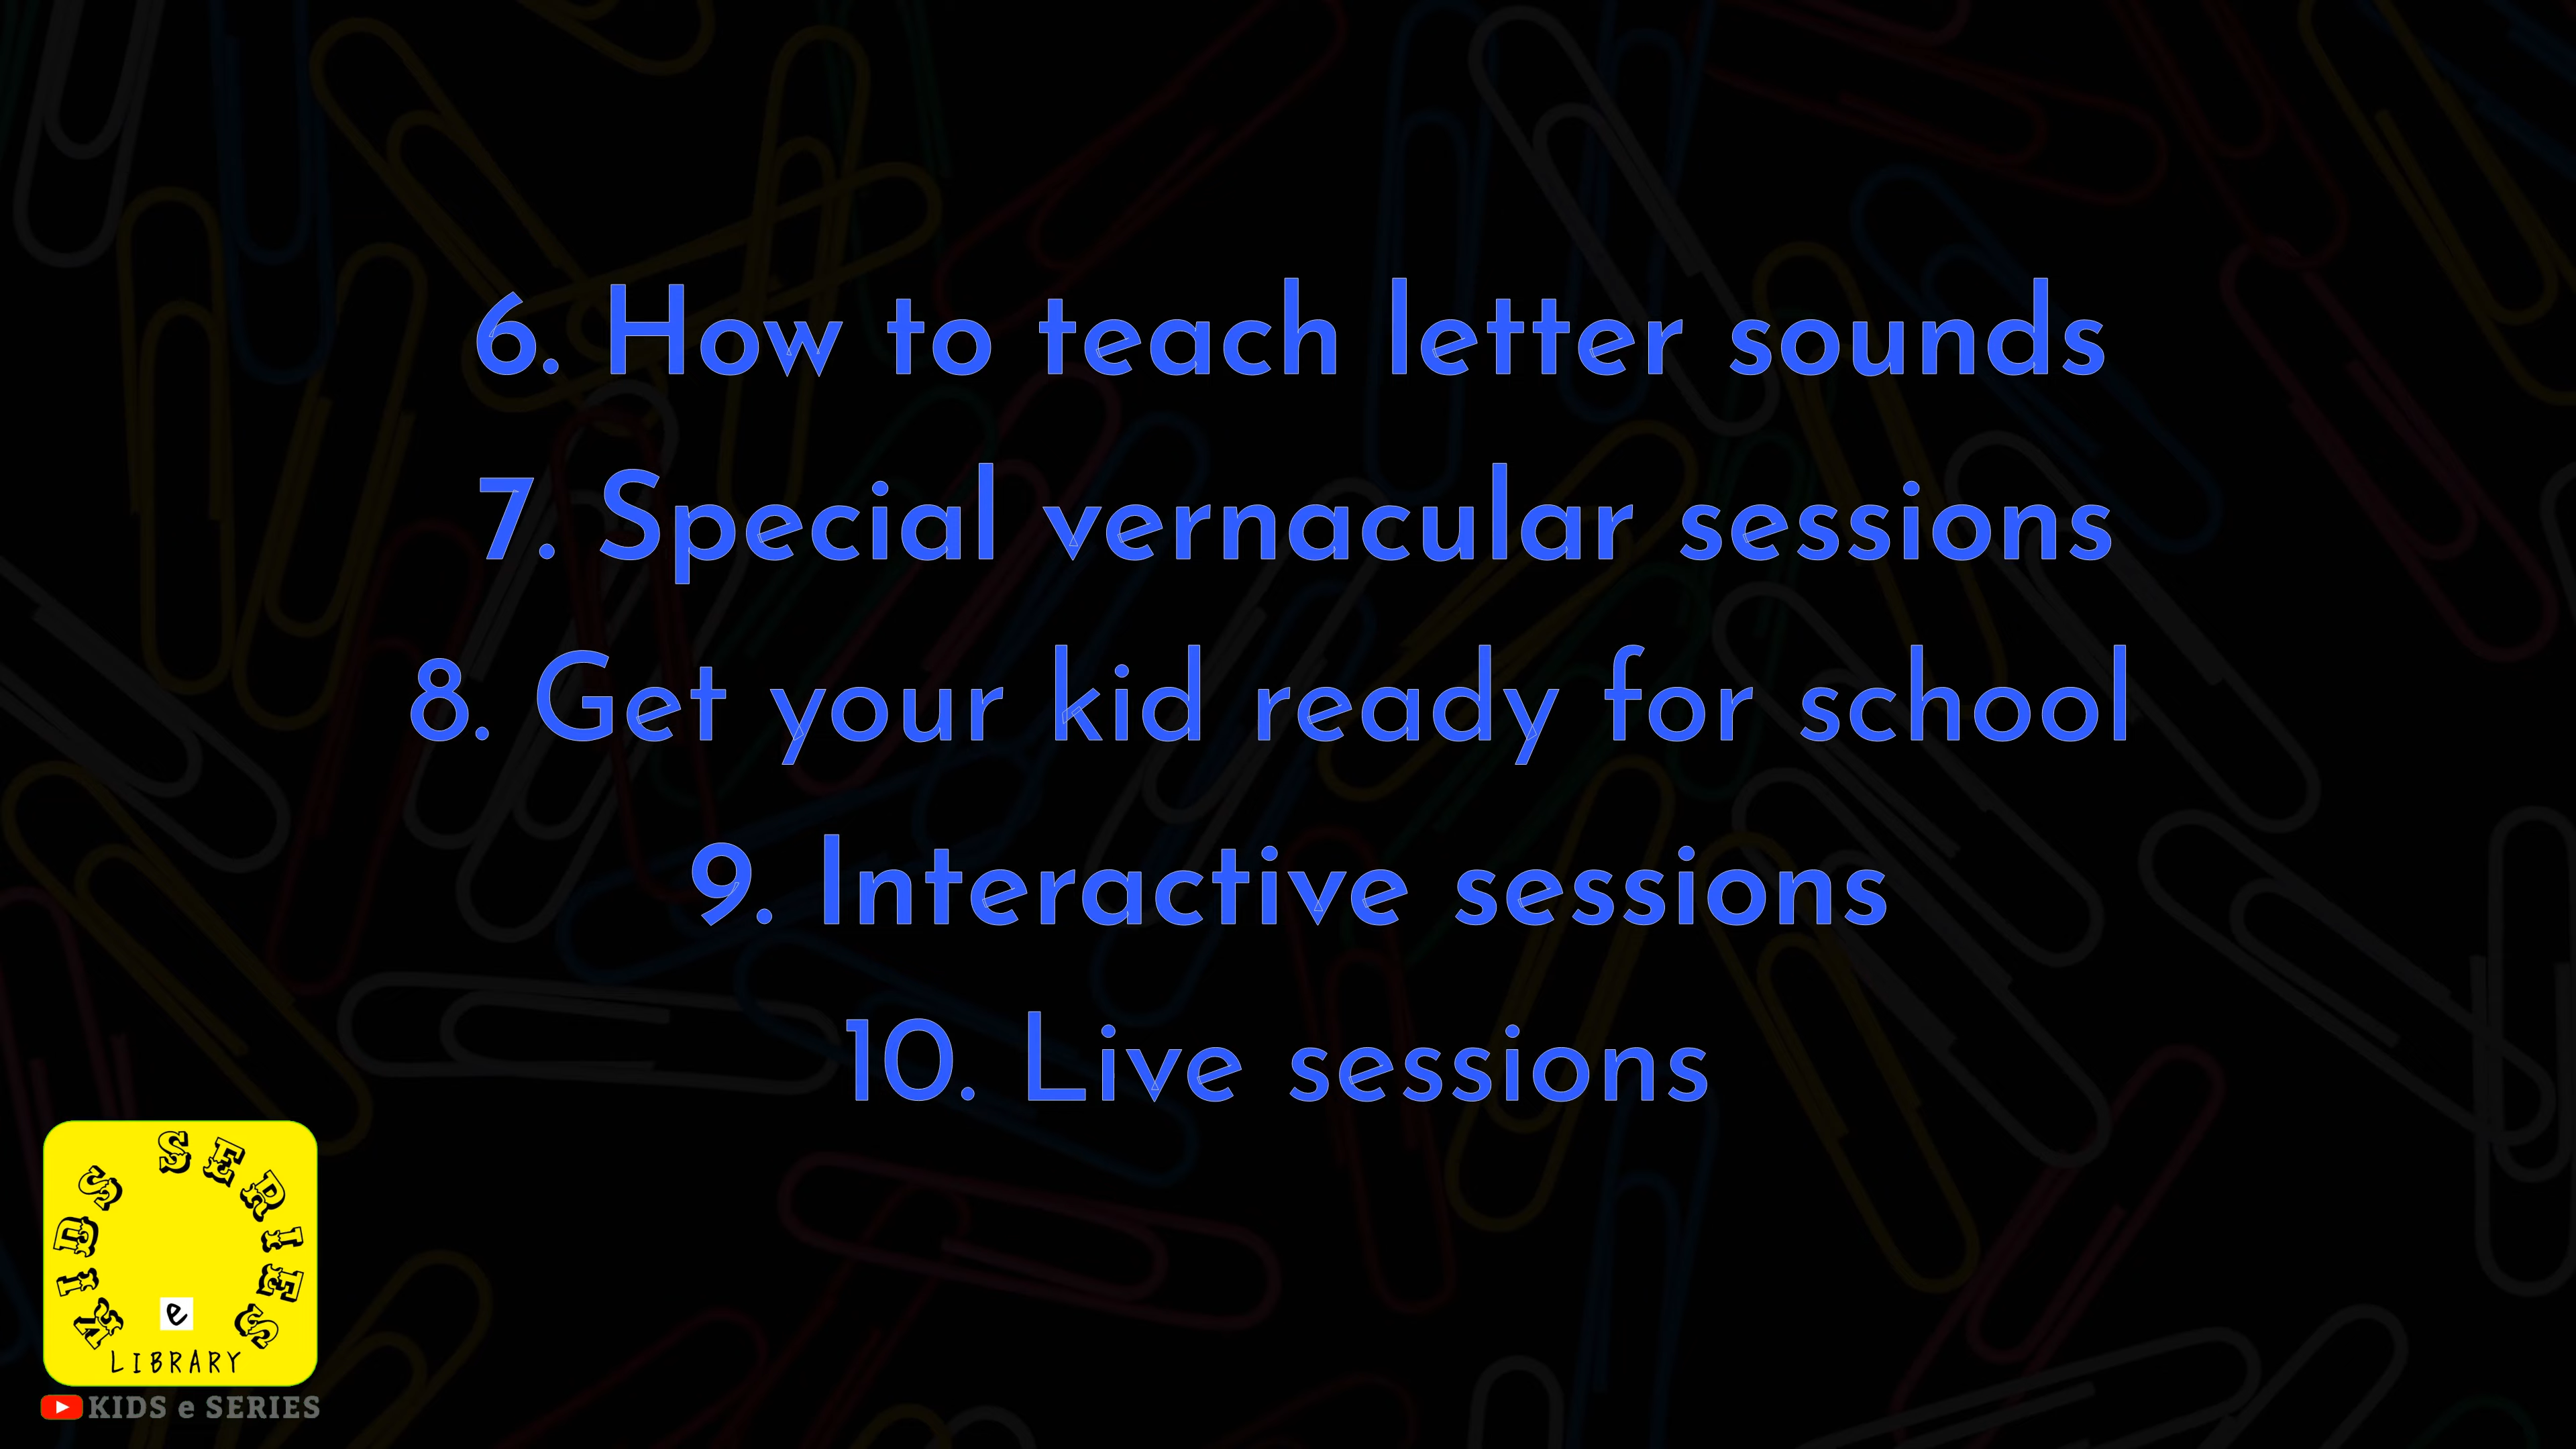 6. How to teach letter sounds
7. Special vernacular sessions
8. Get your kid ready for school
9. Interactive sessions
10. Live sessions
KIDS SERIES
e
LIBRARY
KIDS e SERIES